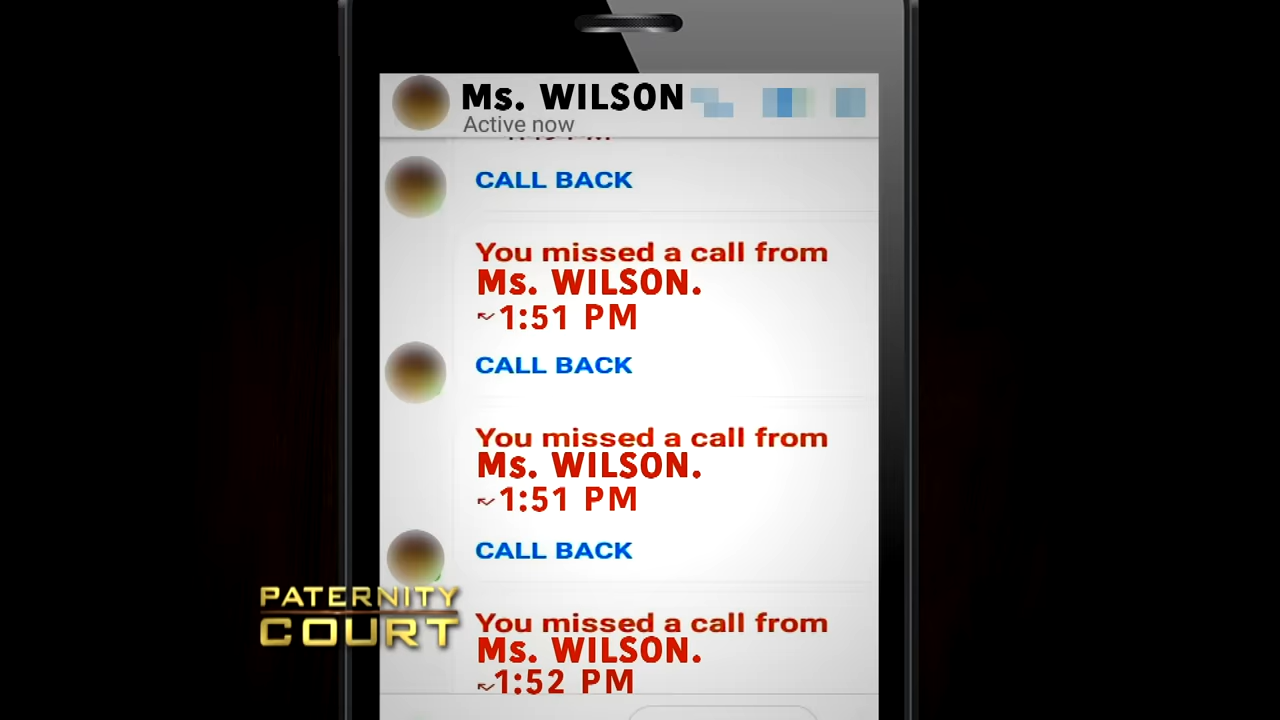 Ms. WILSON
Active now
CALL BACK
You missed a call from
Ms. WILSON.
1:51 PM
CALL BACK
You missed a call from
Ms. WILSON.
1:51 PM
CALL BACK
You missed a call from
Ms. WILSON.
1:52 PM
PATERNITY
COURT